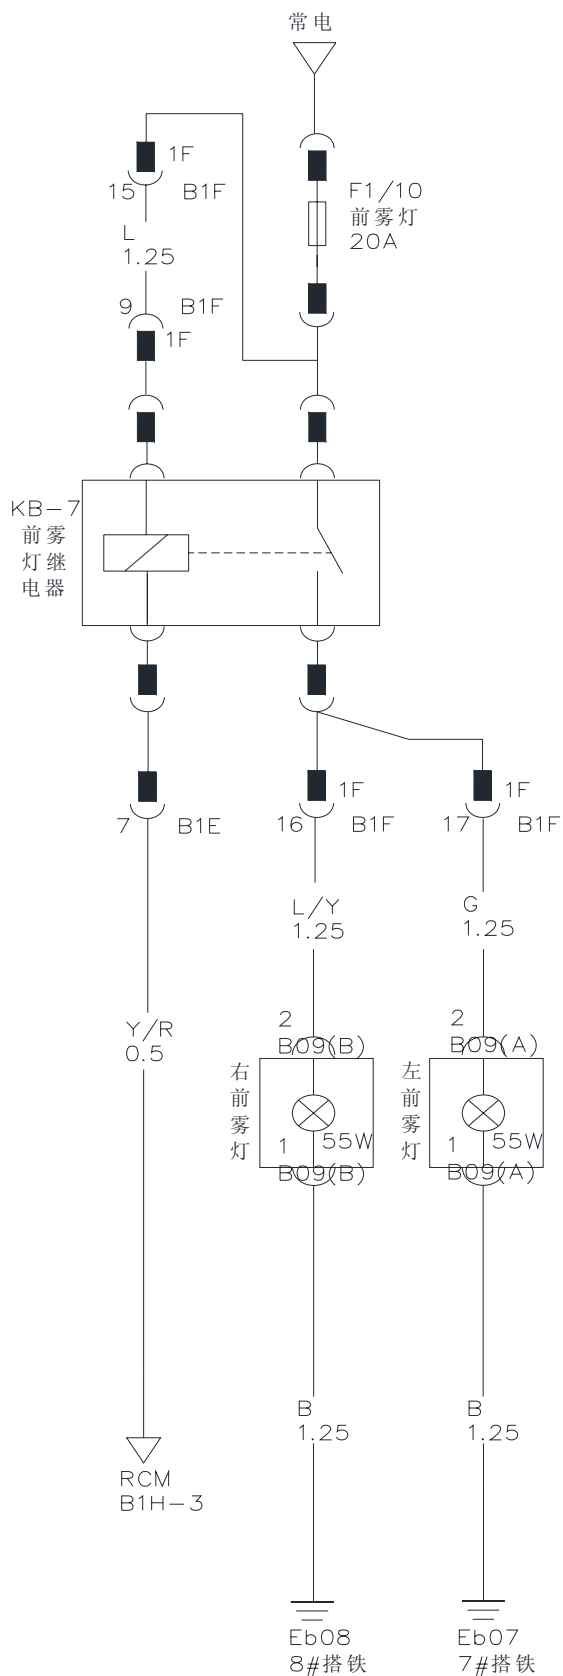 常电
1F
15 B1F
L
1.25
9 B1F
1F
F1/10
前雾灯
20A
KB-7
前雾
灯继
电器
7 B1E
1F
16 B1F
1F
17 B1F
L/Y
1.25
G
1.25
Y/R
0.5
2
B09(B)
右前雾灯
1 55W
B09(B)
2
B09(A)
左前雾灯
1 55W
B09(A)
B
1.25
B
1.25
RCM
B1H-3
Eb08
8#搭铁
Eb07
7#搭铁